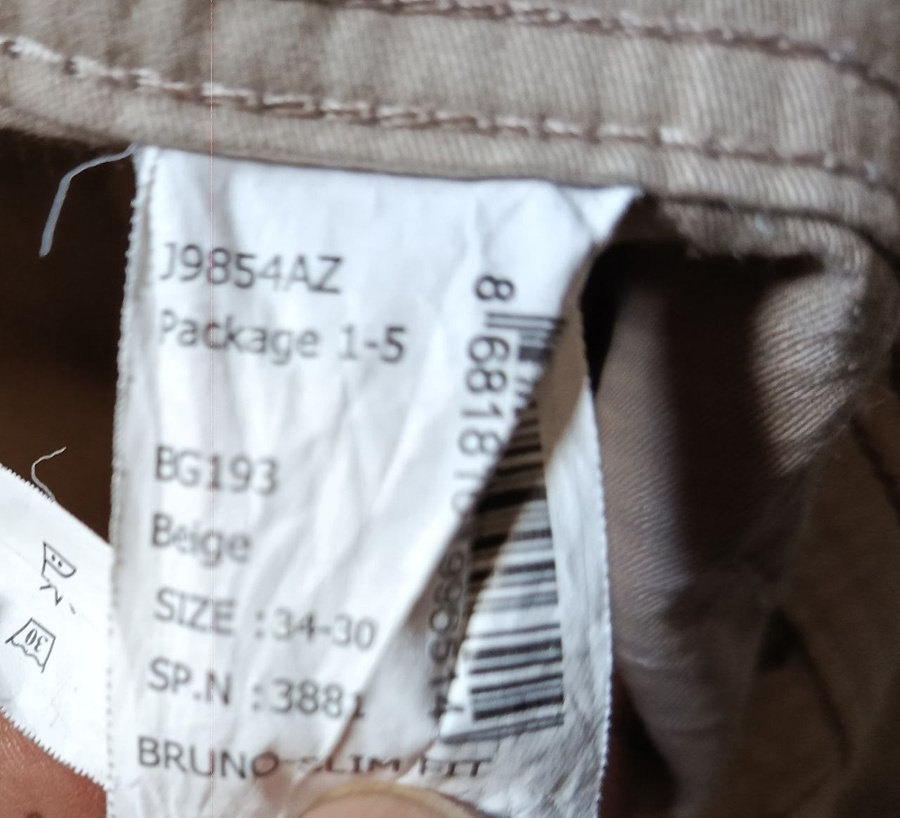 J9854AZ
Package 1-5
BG193
Beige
SIZE :34-30
SP.N :3881
BRUNO-SLIM FIT
30